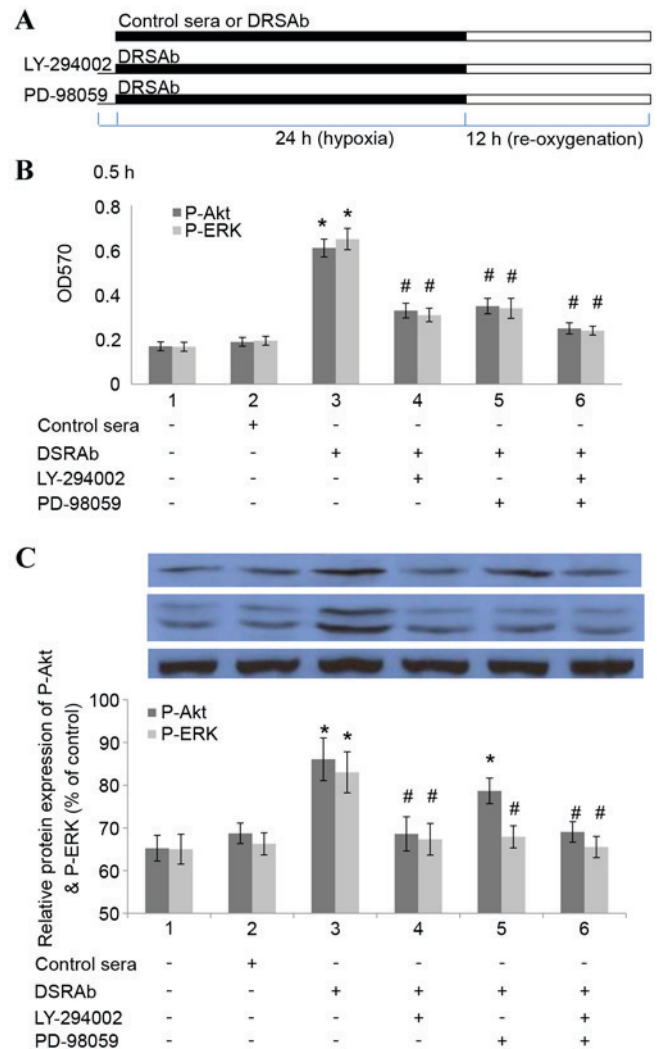 A
Control sera or DRSAb
LY-294002 DRSAb
PD-98059 DRSAb
24 h (hypoxia) 12 h (re-oxygenation)
B
0.5 h
0.8
0.6
0.4
0.2
0
OD570
P-Akt
P-ERK
* *
# # # # # #
1 2 3 4 5 6
Control sera - + - - - -
DSRAb - - + + + +
LY-294002 - - - + - +
PD-98059 - - - - + +
C
Relative protein expression of P-Akt
& P-ERK (% of control)
100
90
80
70
60
50
P-Akt
P-ERK
* * *
# # # # #
1 2 3 4 5 6
Control sera - + - - - -
DSRAb - - + + + +
LY-294002 - - - + - +
PD-98059 - - - - + +